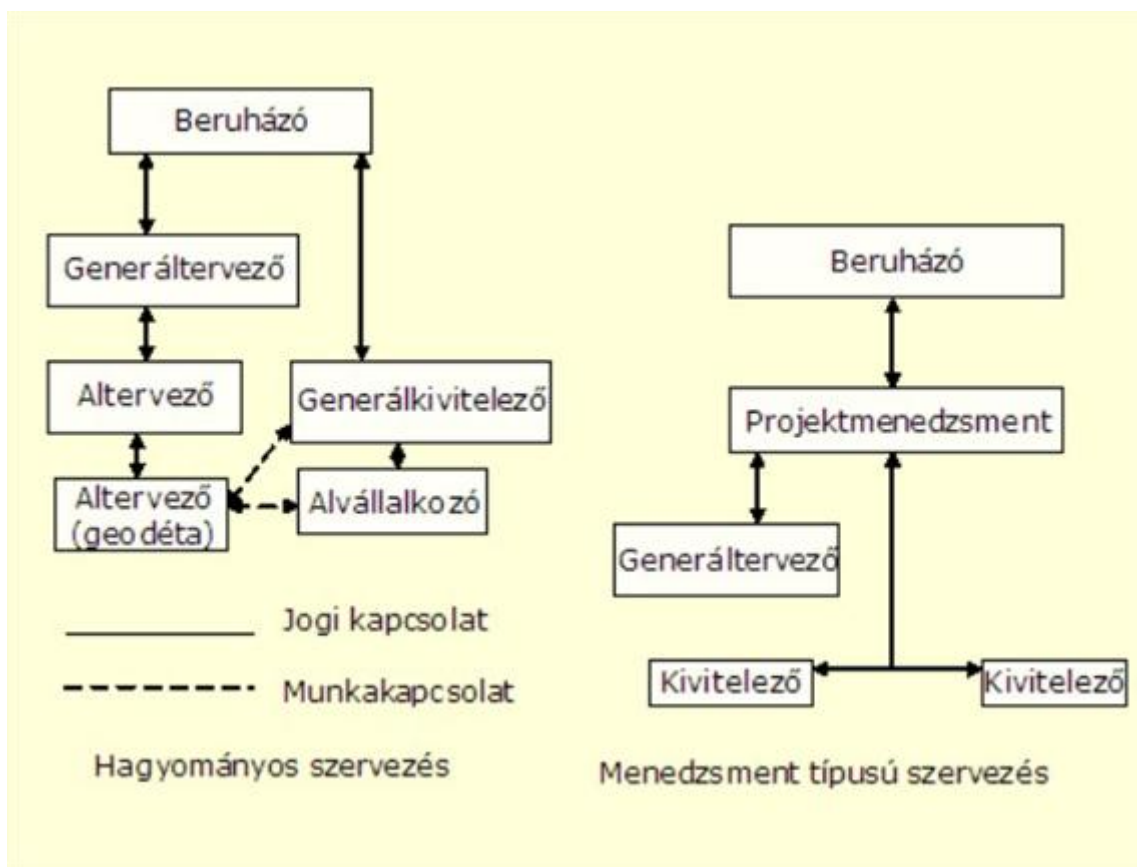 Beruházó
Generáltervező
Altervező
Generálkivitelező
Altervező
(geodéta)
Alvállalkozó
Jogi kapcsolat
Munkakapcsolat
Hagyományos szervezés
Beruházó
Projektmenedzsment
Generáltervező
Kivitelező
Kivitelező
Menedzsment típusú szervezés